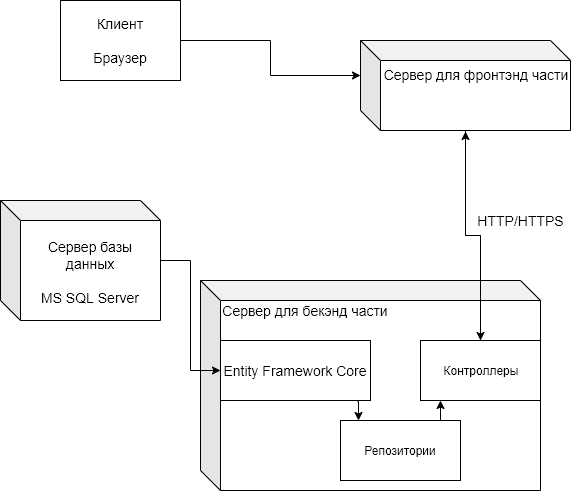 Клиент
Браузер
Сервер для фронтэнд части
HTTP/HTTPS
Сервер базы
данных
MS SQL Server
Сервер для бекэнд части
Entity Framework Core
Контроллеры
Репозитории